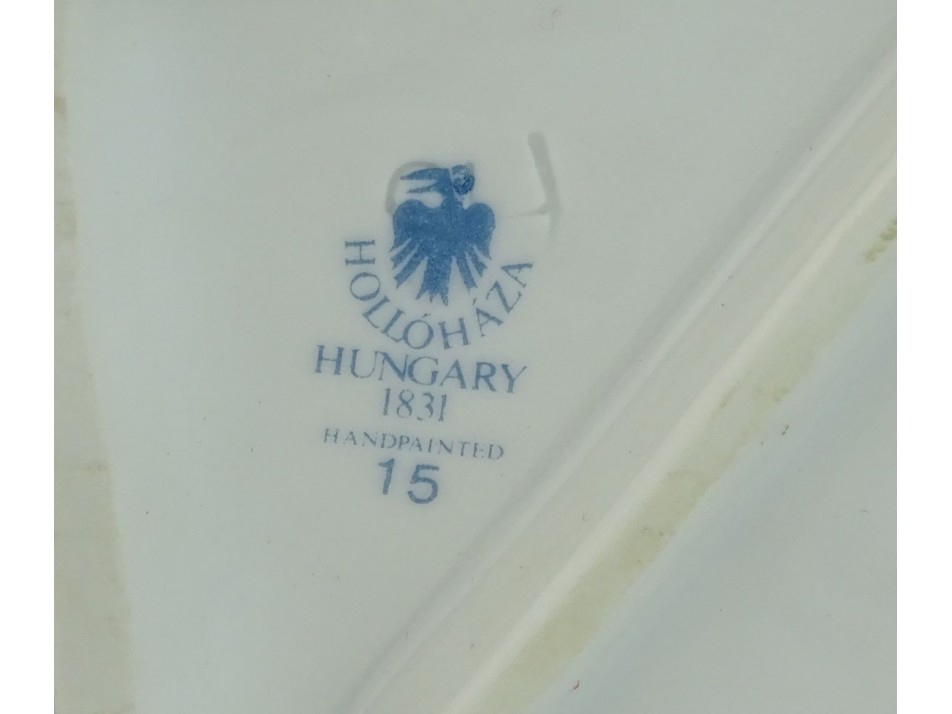 HOLLÓHÁZA
HUNGARY
1831
HANDPAINTED
15